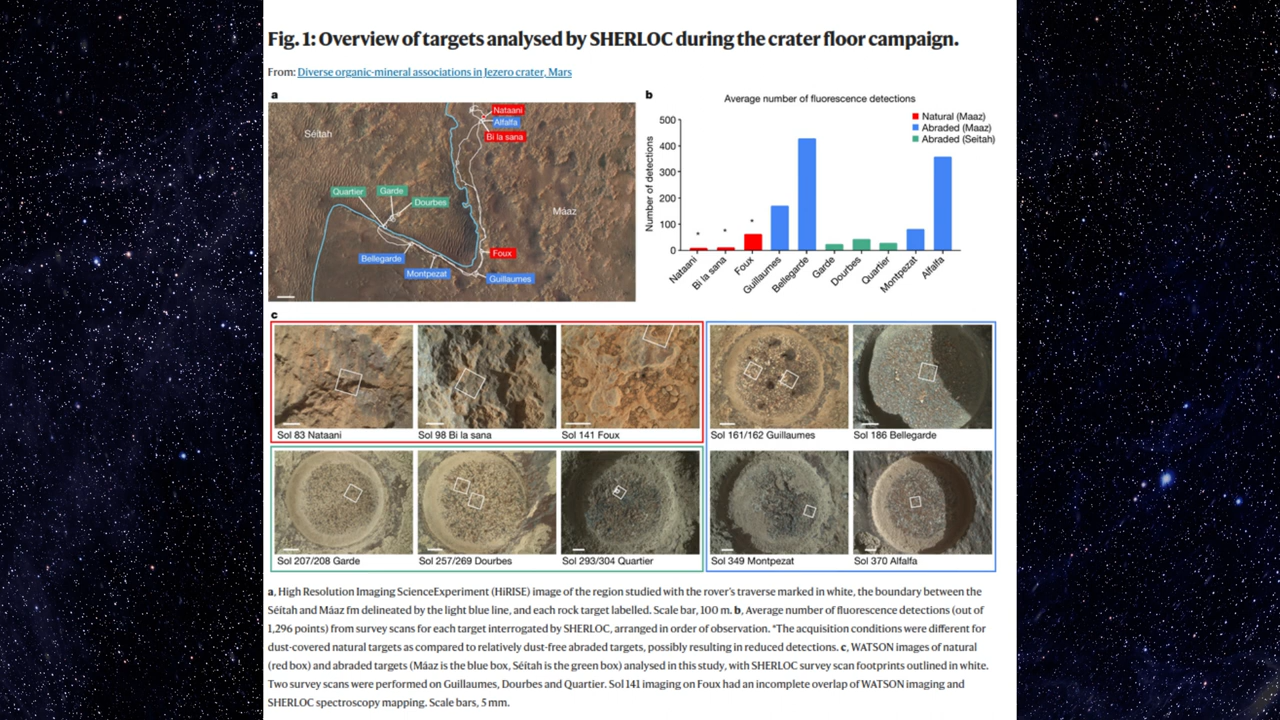 Fig. 1: Overview of targets analysed by SHERLOC during the crater floor campaign.
From: Diverse organic-mineral associations in Jezero crater, Mars
a
Séítah
Nataani
Alfalfa
Bi la sana
Quartier
Garde
Dourbes
Máaz
Bellegarde
Montpezat
Foux
Guillaumes
b
Average number of fluorescence detections
Number of detections
500
400
300
200
100
0
*
*
*
Natural (Maaz)
Abraded (Maaz)
Abraded (Seitah)
Nataani
Bi la sana
Foux
Guillaumes
Bellegarde
Garde
Dourbes
Quartier
Montpezat
Alfalfa
c
Sol 83 Nataani
Sol 98 Bi la sana
Sol 141 Foux
Sol 161/162 Guillaumes
Sol 186 Bellegarde
Sol 207/208 Garde
Sol 257/269 Dourbes
Sol 293/304 Quartier
Sol 349 Montpezat
Sol 370 Alfalfa
a, High Resolution Imaging ScienceExperiment (HiRISE) image of the region studied with the rover's traverse marked in white, the boundary between the
Séítah and Máaz fm delineated by the light blue line, and each rock target labelled. Scale bar, 100 m. b, Average number of fluorescence detections (out of
1,296 points) from survey scans for each target interrogated by SHERLOC, arranged in order of observation. *The acquisition conditions were different for
dust-covered natural targets as compared to relatively dust-free abraded targets, possibly resulting in reduced detections. c, WATSON images of natural
(red box) and abraded targets (Máaz is the blue box, Séítah is the green box) analysed in this study, with SHERLOC survey scan footprints outlined in white.
Two survey scans were performed on Guillaumes, Dourbes and Quartier. Sol 141 imaging on Foux had an incomplete overlap of WATSON imaging and
SHERLOC spectroscopy mapping. Scale bars, 5 mm.